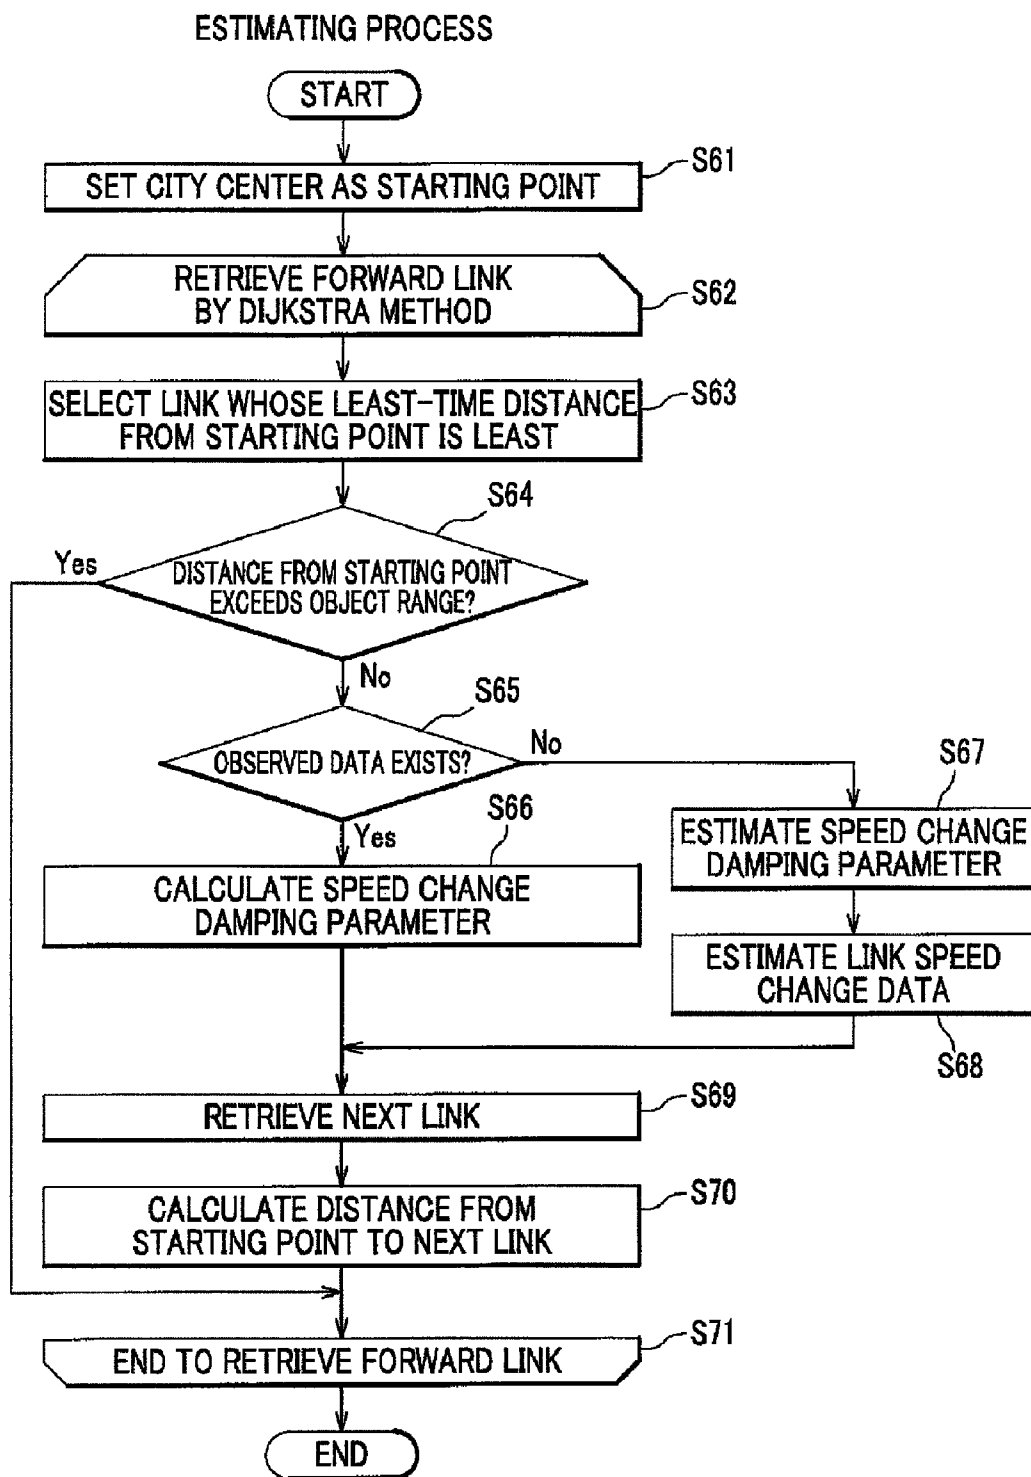 ESTIMATING PROCESS
START
S61
SET CITY CENTER AS STARTING POINT
RETRIEVE FORWARD LINK
BY DIJKSTRA METHOD
S62
SELECT LINK WHOSE LEAST-TIME DISTANCE
FROM STARTING POINT IS LEAST
S63
S64
Yes
DISTANCE FROM STARTING POINT
EXCEEDS OBJECT RANGE?
No
S65
OBSERVED DATA EXISTS?
No
S67
S66
Yes
ESTIMATE SPEED CHANGE
DAMPING PARAMETER
CALCULATE SPEED CHANGE
DAMPING PARAMETER
ESTIMATE LINK SPEED
CHANGE DATA
S68
S69
RETRIEVE NEXT LINK
S70
CALCULATE DISTANCE FROM
STARTING POINT TO NEXT LINK
S71
END TO RETRIEVE FORWARD LINK
END